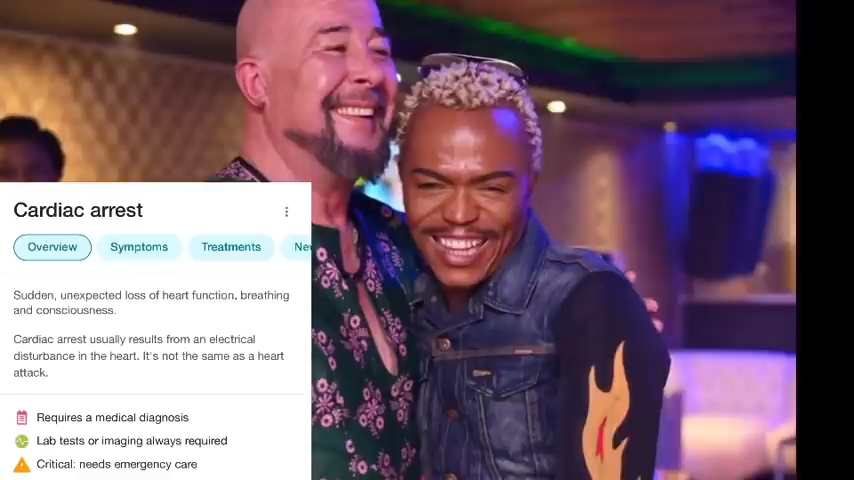 Cardiac arrest
Overview
Symptoms
Treatments
Ne
Sudden, unexpected loss of heart function, breathing
and consciousness.
Cardiac arrest usually results from an electrical
disturbance in the heart. It's not the same as a heart
attack.
Requires a medical diagnosis
Lab tests or imaging always required
Critical: needs emergency care